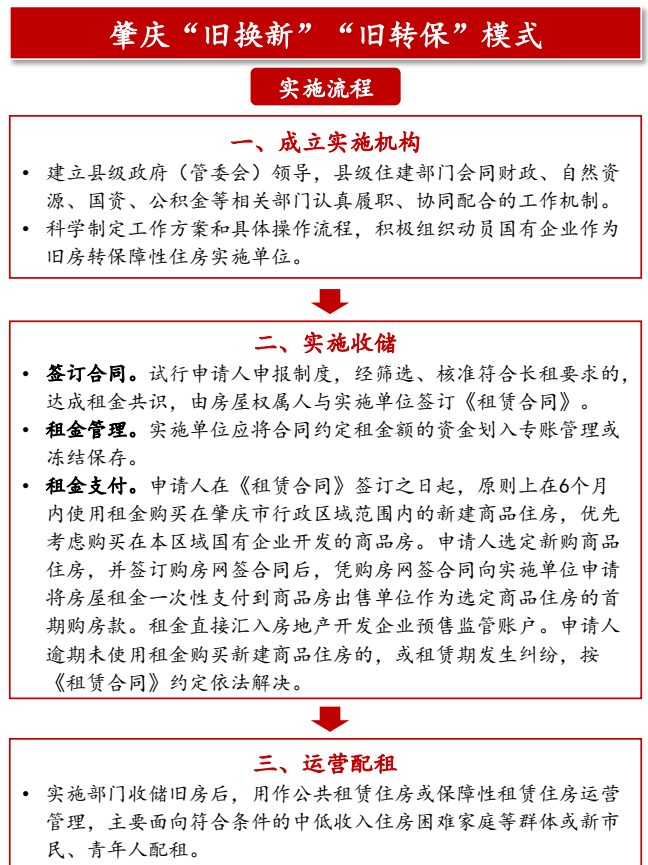 肇庆“旧换新”“旧转保”模式
实施流程
一、成立实施机构
• 建立县级政府（管委会）领导，县级住建部门会同财政、自然资
源、国资、公积金等相关部门认真履职、协同配合的工作机制。
• 科学制定工作方案和具体操作流程，积极组织动员国有企业作为
旧房转保障性住房实施单位。
二、实施收储
• 签订合同。试行申请人申报制度，经筛选、核准符合长租要求的，
达成租金共识，由房屋权属人与实施单位签订《租赁合同》。
• 租金管理。实施单位应将合同约定租金额的资金划入专账管理或
冻结保存。
• 租金支付。申请人在《租赁合同》签订之日起，原则上在6个月
内使用租金购买在肇庆市行政区域范围内的新建商品住房，优先
考虑购买在本区域国有企业开发的商品房。申请人选定新购商品
住房，并签订购房网签合同后，凭购房网签合同向实施单位申请
将房屋租金一次性支付到商品房出售单位作为选定商品住房的首
期购房款。租金直接汇入房地产开发企业预售监管账户。申请人
逾期未使用租金购买新建商品住房的，或租赁期发生纠纷，按
《租赁合同》约定依法解决。
三、运营配租
• 实施部门收储旧房后，用作公共租赁住房或保障性租赁住房运营
管理，主要面向符合条件的中低收入住房困难家庭等群体或新市
民、青年人配租。